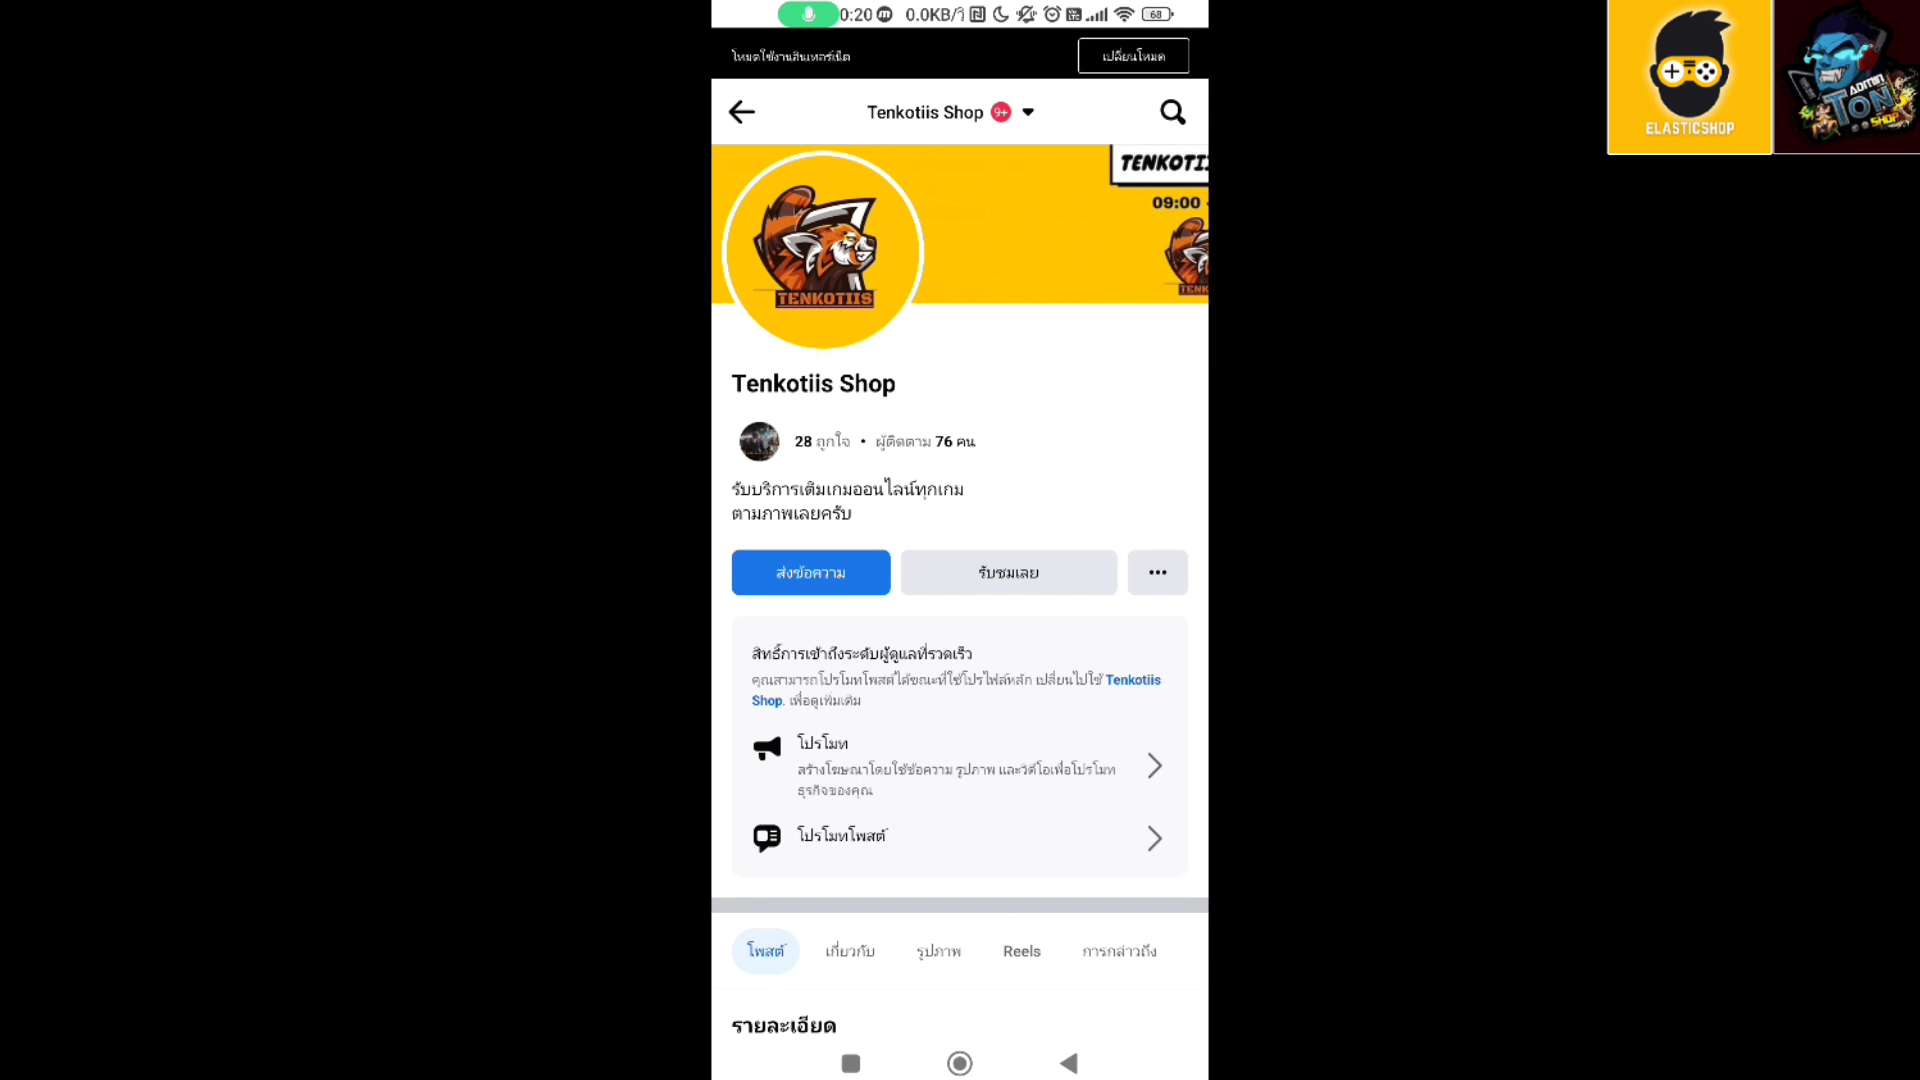 0:20
0.0KB/ว
68
โหมดใช้งานอินเทอร์เน็ต
เปลี่ยนโหมด
Tenkotiis Shop 9+
TENKOTI
09:00
TENKOTIIS
TENK
Tenkotiis Shop
28 ถูกใจ • ผู้ติดตาม 76 คน
รับบริการเติมเกมออนไลน์ทุกเกม
ตามภาพเลยครับ
ส่งข้อความ
รับชมเลย
สิทธิ์การเข้าถึงระดับผู้ดูแลที่รวดเร็ว
คุณสามารถโปรโมทโพสต์ได้ขณะที่ใช้โปรไฟล์หลัก เปลี่ยนไปใช้ Tenkotiis
Shop. เพื่อดูเพิ่มเติม
โปรโมท
สร้างโฆษณาโดยใช้ข้อความ รูปภาพ และวิดีโอเพื่อโปรโมท
ธุรกิจของคุณ
โปรโมทโพสต์
โพสต์
เกี่ยวกับ
รูปภาพ
Reels
การกล่าวถึง
รายละเอียด
ELASTICSHOP
ADMIN
TON
SHOP